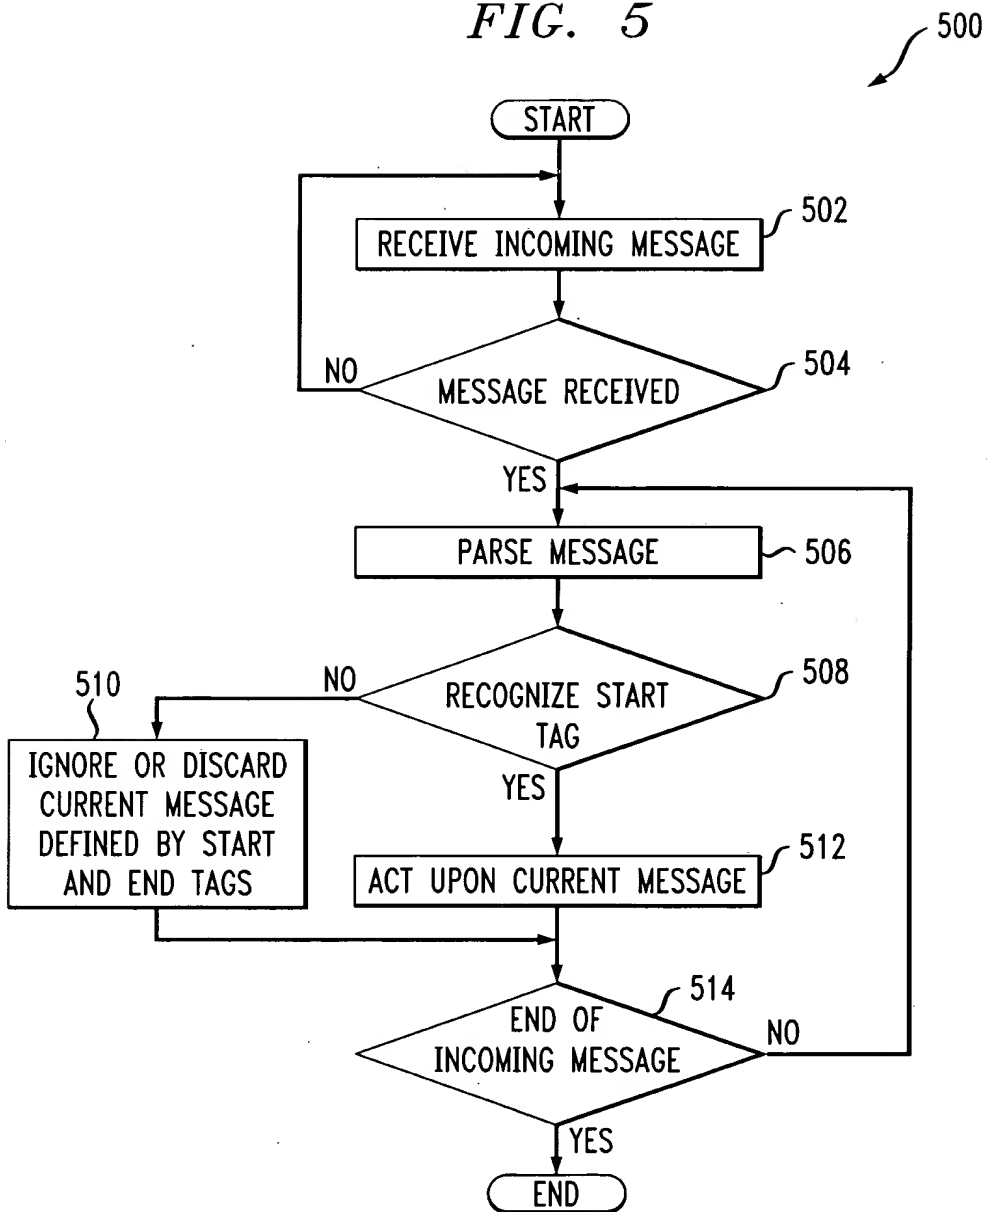 FIG. 5
500
START
RECEIVE INCOMING MESSAGE
502
MESSAGE RECEIVED
504
NO
YES
PARSE MESSAGE
506
RECOGNIZE START
TAG
508
NO
YES
510
IGNORE OR DISCARD
CURRENT MESSAGE
DEFINED BY START
AND END TAGS
ACT UPON CURRENT MESSAGE
512
END OF
INCOMING MESSAGE
514
NO
YES
END